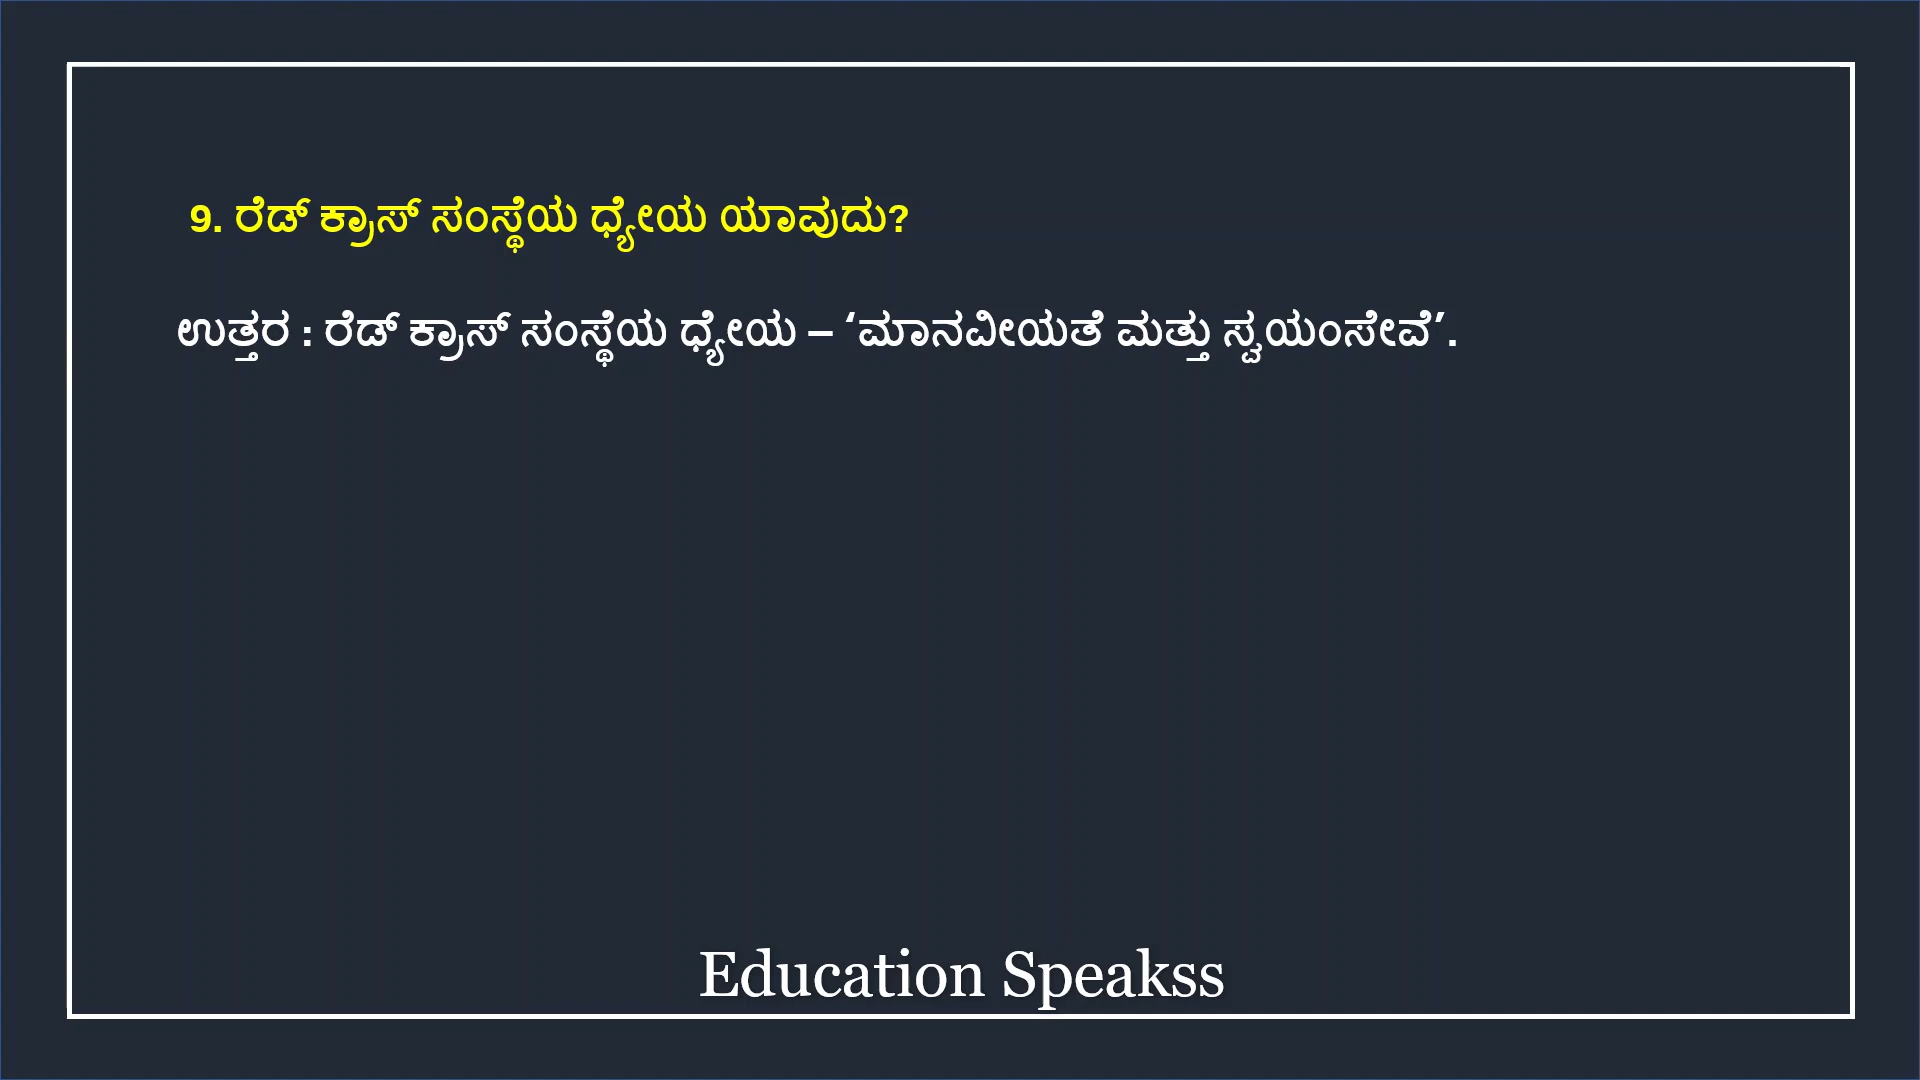 9. ರೆಡ್ ಕ್ರಾಸ್ ಸಂಸ್ಥೆಯ ಧ್ಯೇಯ ಯಾವುದು?
ಉತ್ತರ : ರೆಡ್ ಕ್ರಾಸ್ ಸಂಸ್ಥೆಯ ಧ್ಯೇಯ – ‘ಮಾನವೀಯತೆ ಮತ್ತು ಸ್ವಯಂಸೇವೆ’.
Education Speakss